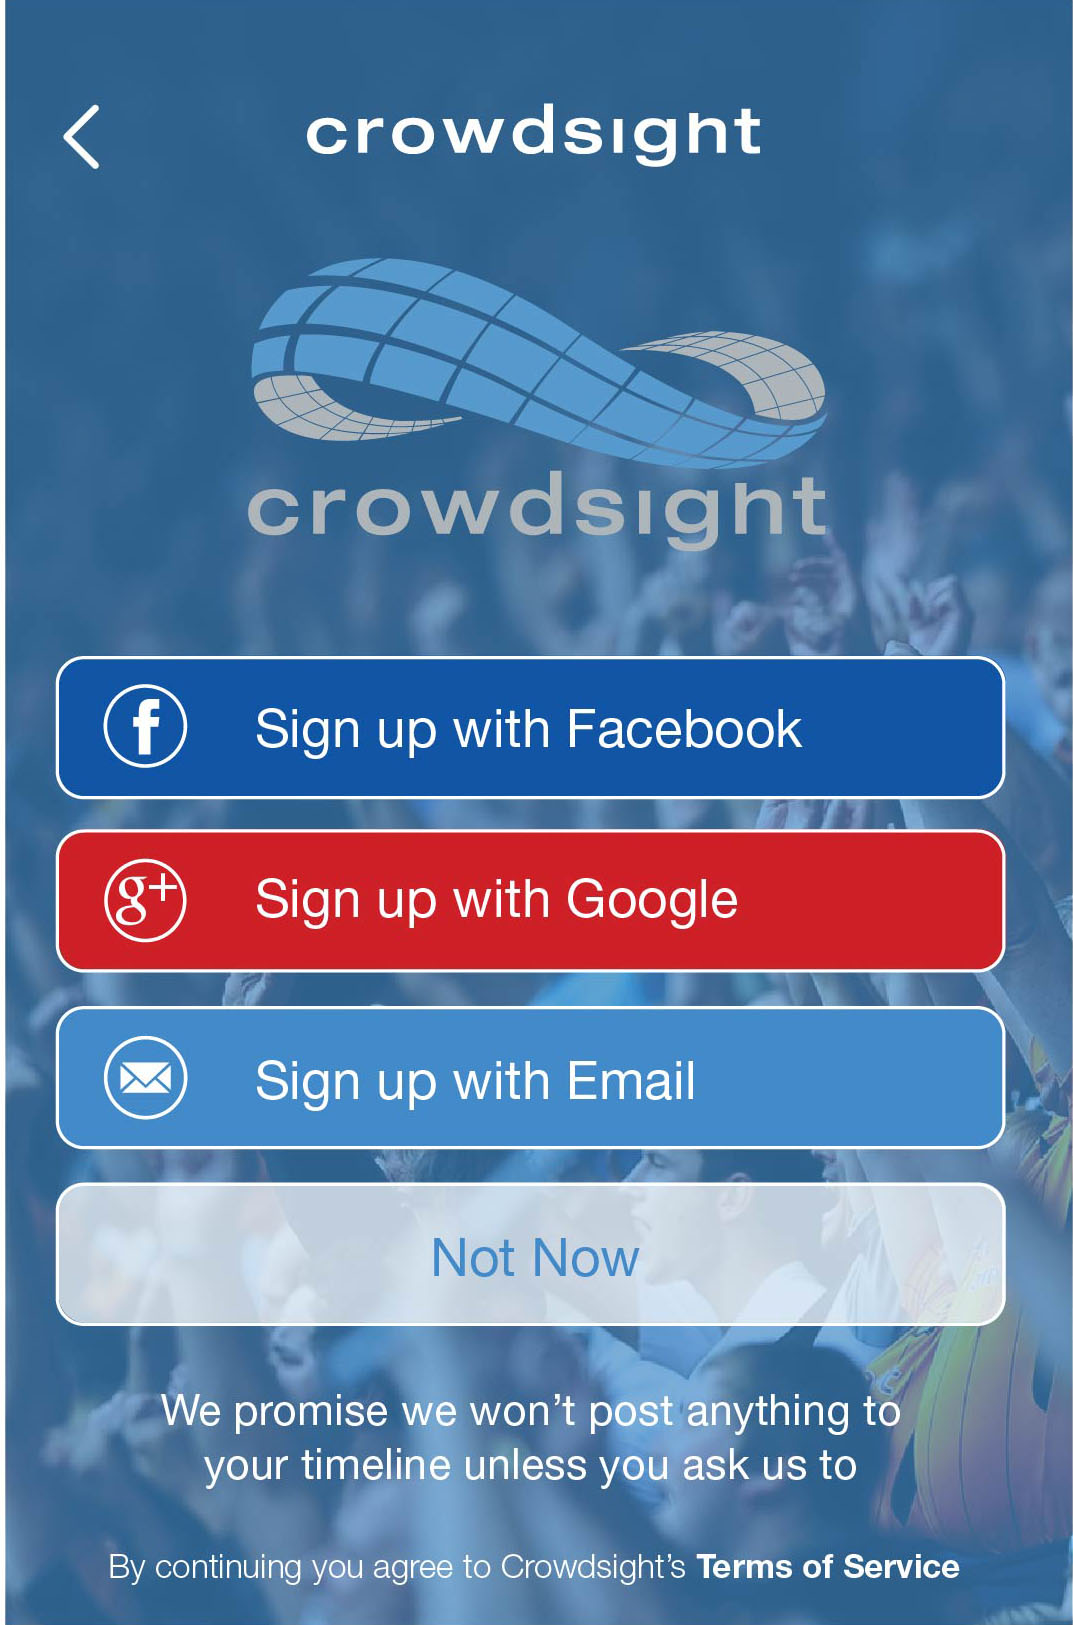 crowdsight
crowdsight
f
Sign up with Facebook
g+
Sign up with Google
Sign up with Email
Not Now
We promise we won't post anything to
your timeline unless you ask us to
By continuing you agree to Crowdsight's Terms of Service